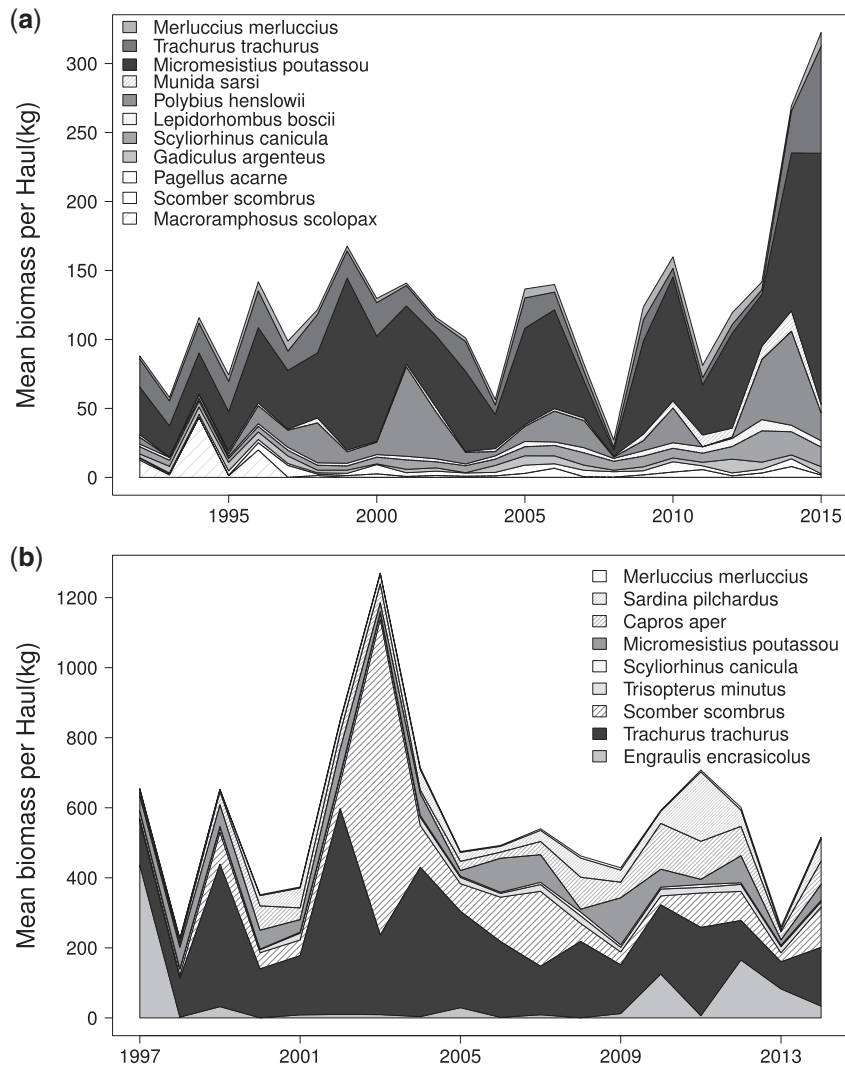 (a)
Mean biomass per Haul(kg)
300
250
200
150
100
50
0
Merluccius merluccius
Trachurus trachurus
Micromesistius poutassou
Munida sarsi
Polybius henslowii
Lepidorhombus boscii
Scyliorhinus canicula
Gadiculus argenteus
Pagellus acarne
Scomber scombrus
Macroramphosus scolopax
1995 2000 2005 2010 2015
(b)
Mean biomass per Haul(kg)
1200
1000
800
600
400
200
0
Merluccius merluccius
Sardina pilchardus
Capros aper
Micromesistius poutassou
Scyliorhinus canicula
Trisopterus minutus
Scomber scombrus
Trachurus trachurus
Engraulis encrasicolus
1997 2001 2005 2009 2013